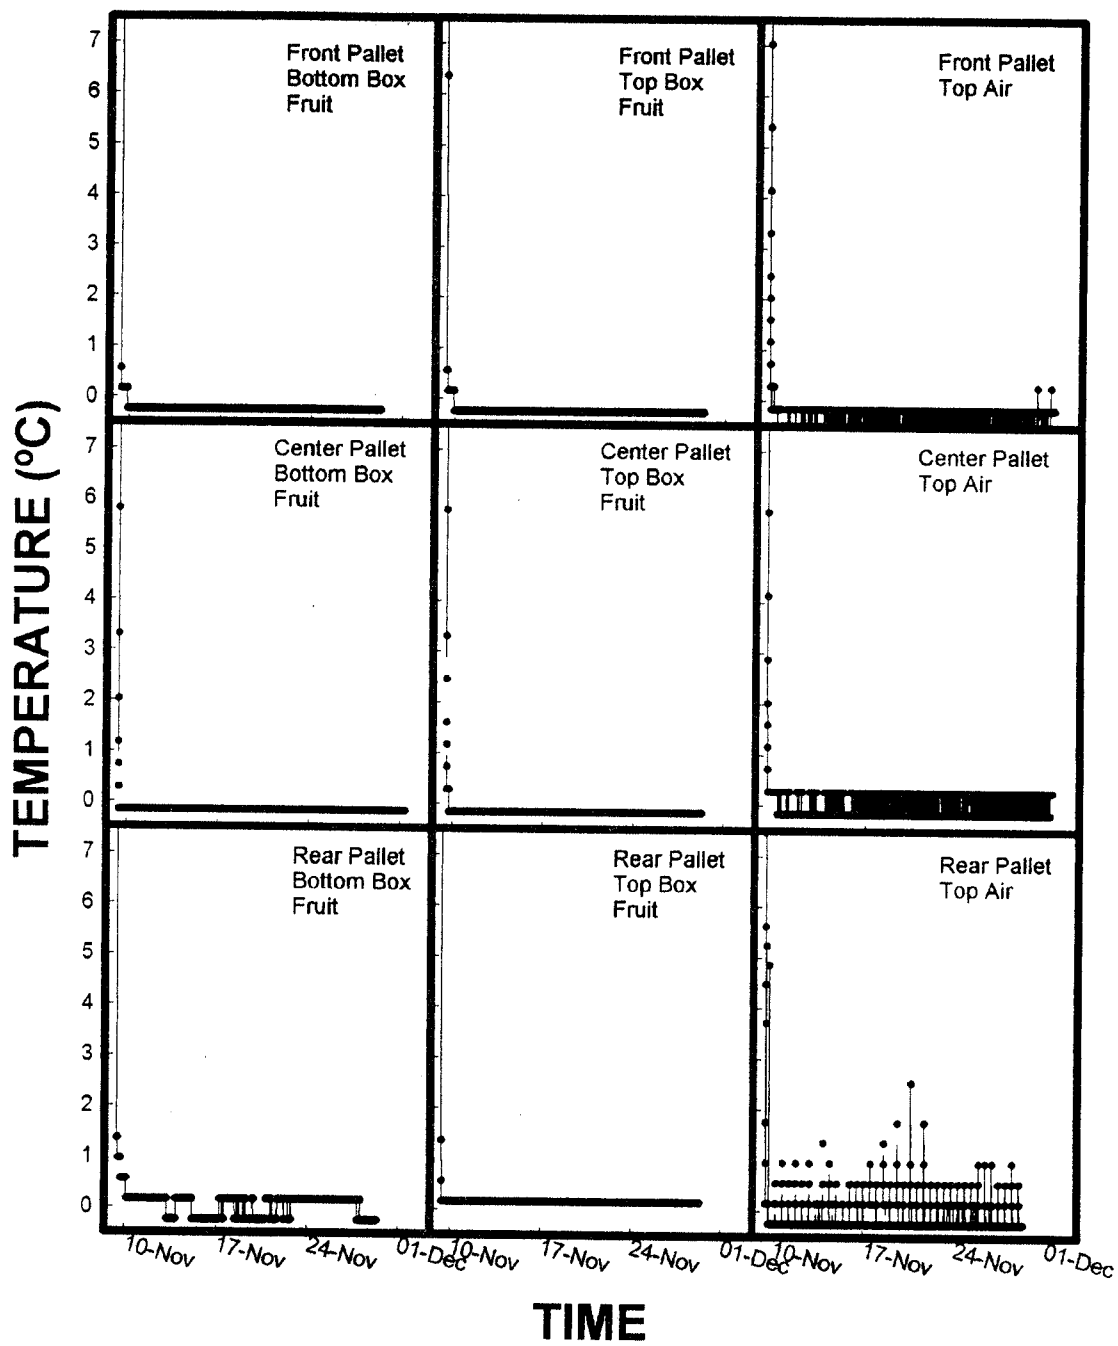 7
6
5
4
3
2
1
0
Front Pallet
Bottom Box
Fruit
Front Pallet
Top Box
Fruit
Front Pallet
Top Air
7
6
5
4
3
2
1
0
Center Pallet
Bottom Box
Fruit
Center Pallet
Top Box
Fruit
Center Pallet
Top Air
7
6
5
4
3
2
1
0
Rear Pallet
Bottom Box
Fruit
Rear Pallet
Top Box
Fruit
Rear Pallet
Top Air
TEMPERATURE (ºC)
10-Nov
17-Nov
24-Nov
01-Dec
10-Nov
17-Nov
24-Nov
01-Dec
10-Nov
17-Nov
24-Nov
01-Dec
TIME